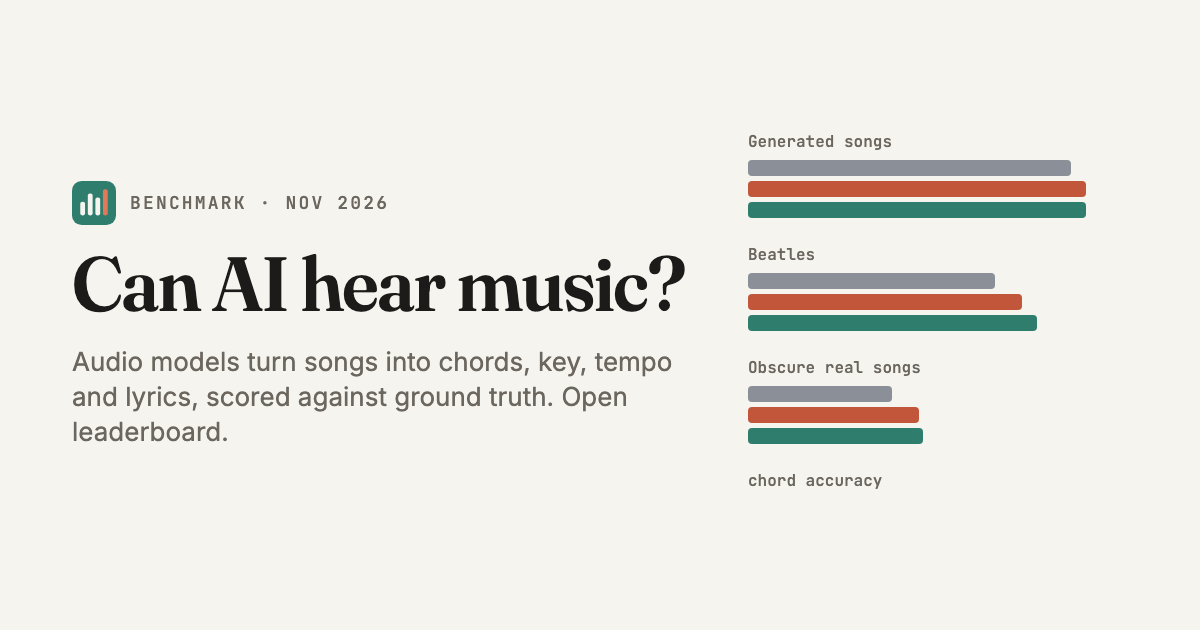 BENCHMARK · NOV 2026
Can AI hear music?
Audio models turn songs into chords, key, tempo
and lyrics, scored against ground truth. Open
leaderboard.
Generated songs
Beatles
Obscure real songs
chord accuracy